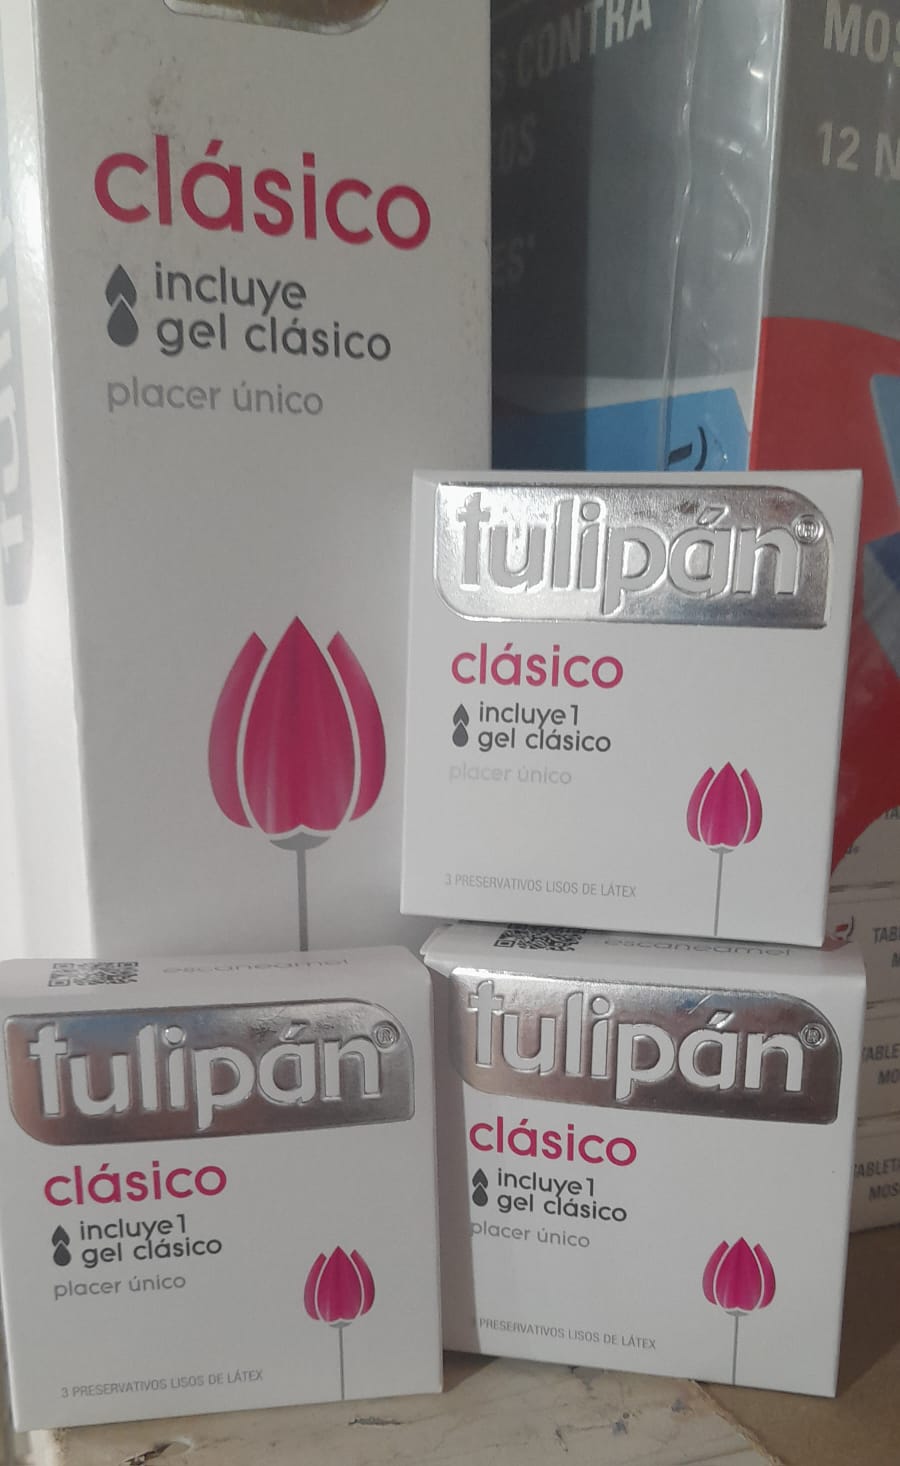 clásico
incluye
gel clásico
placer único
CONTRA
12
tulipán®
clásico
incluye 1
gel clásico
placer único
3 PRESERVATIVOS LISOS DE LÁTEX
escaneame!
tulipán®
clásico
incluye 1
gel clásico
placer único
3 PRESERVATIVOS LISOS DE LÁTEX
escaneame!
tulipán®
clásico
incluye 1
gel clásico
placer único
PRESERVATIVOS LISOS DE LÁTEX